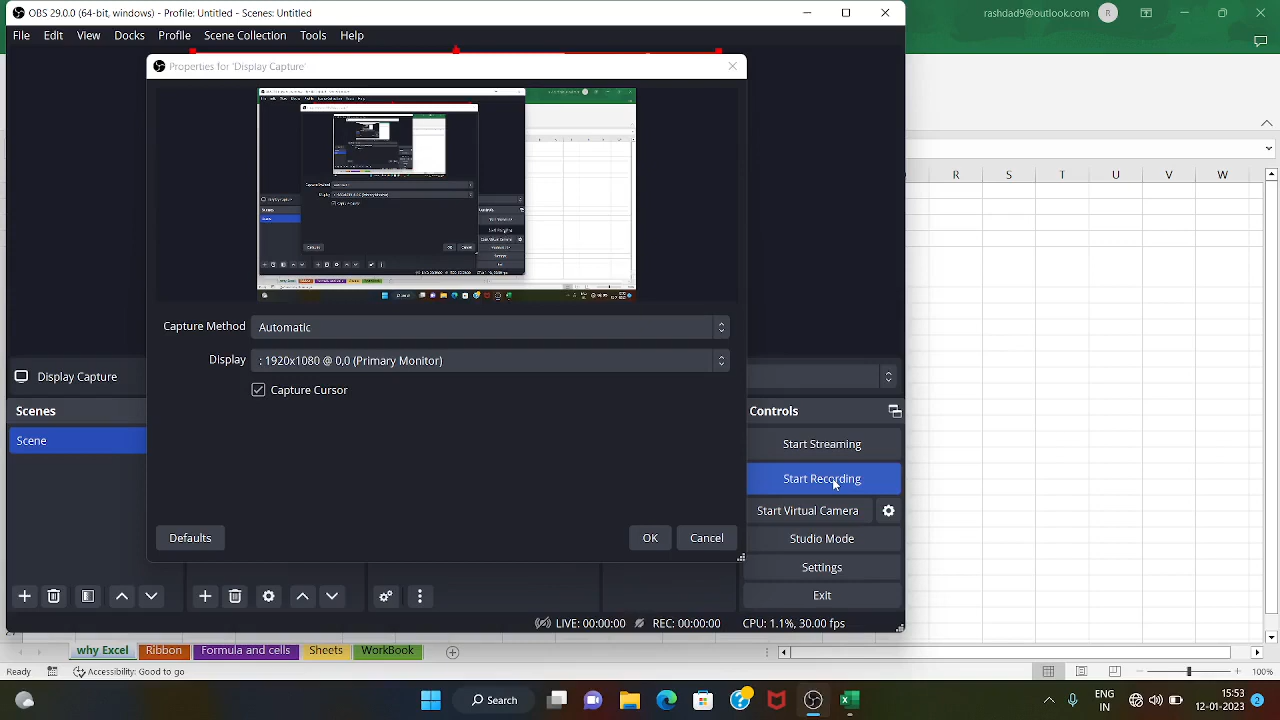 OBS 29.0.0 (64-bit, windows) - Profile: Untitled - Scenes: Untitled
rashdad9@outlook.com
R
File Edit View Docks Profile Scene Collection Tools Help
Properties for 'Display Capture'
Capture Method Automatic
Display : 1920x1080 @ 0,0 (Primary Monitor)
Capture Cursor
Defaults OK Cancel
Display Capture
Scenes
Scene
Controls
Start Streaming
Start Recording
Start Virtual Camera
Studio Mode
Settings
Exit
LIVE: 00:00:00 REC: 00:00:00 CPU: 1.1%, 30.00 fps
R S T U V W
why Excel Ribbon Formula and cells Sheets WorkBook
Ready Accessibility: Good to go 100%
Search
ENG
IN
15:53
12-01-2023
2